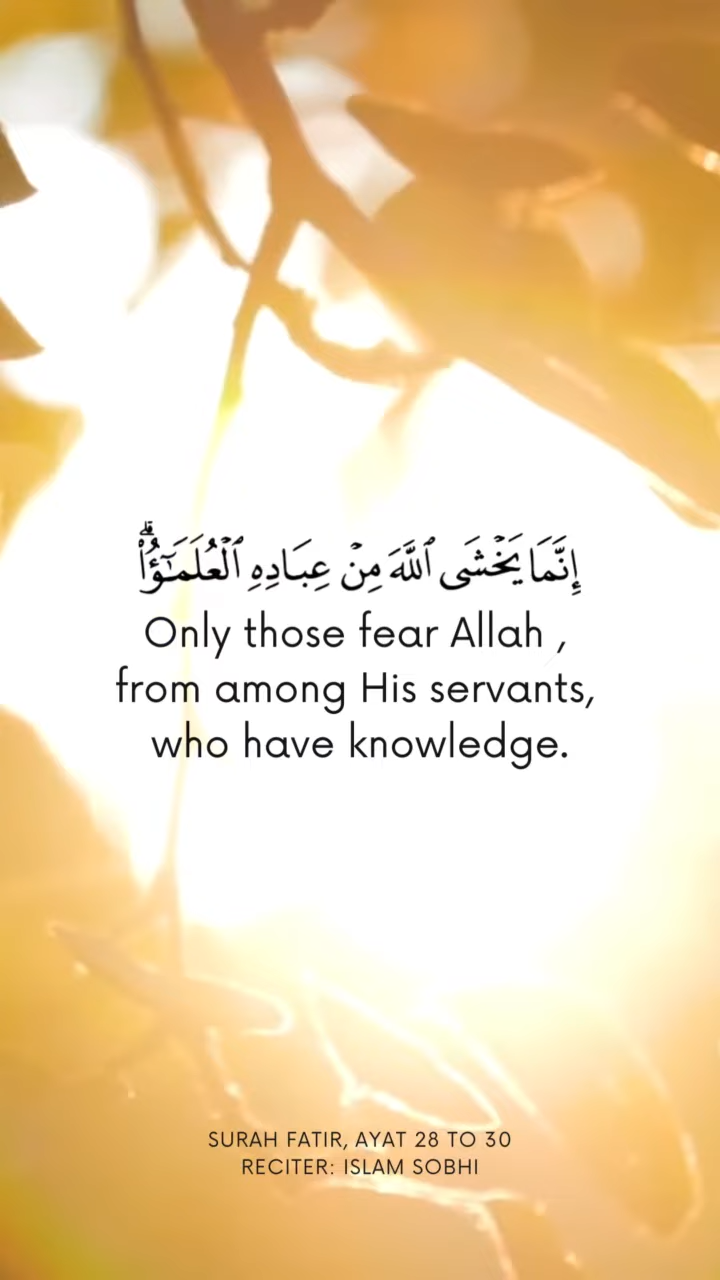 إِنَّمَا يَخۡشَى ٱللَّهَ مِنۡ عِبَادِهِ ٱلۡعُلَمَـٰٓؤُا۟ۗ
Only those fear Allah ,
from among His servants,
who have knowledge.
SURAH FATIR, AYAT 28 TO 30
RECITER: ISLAM SOBHI